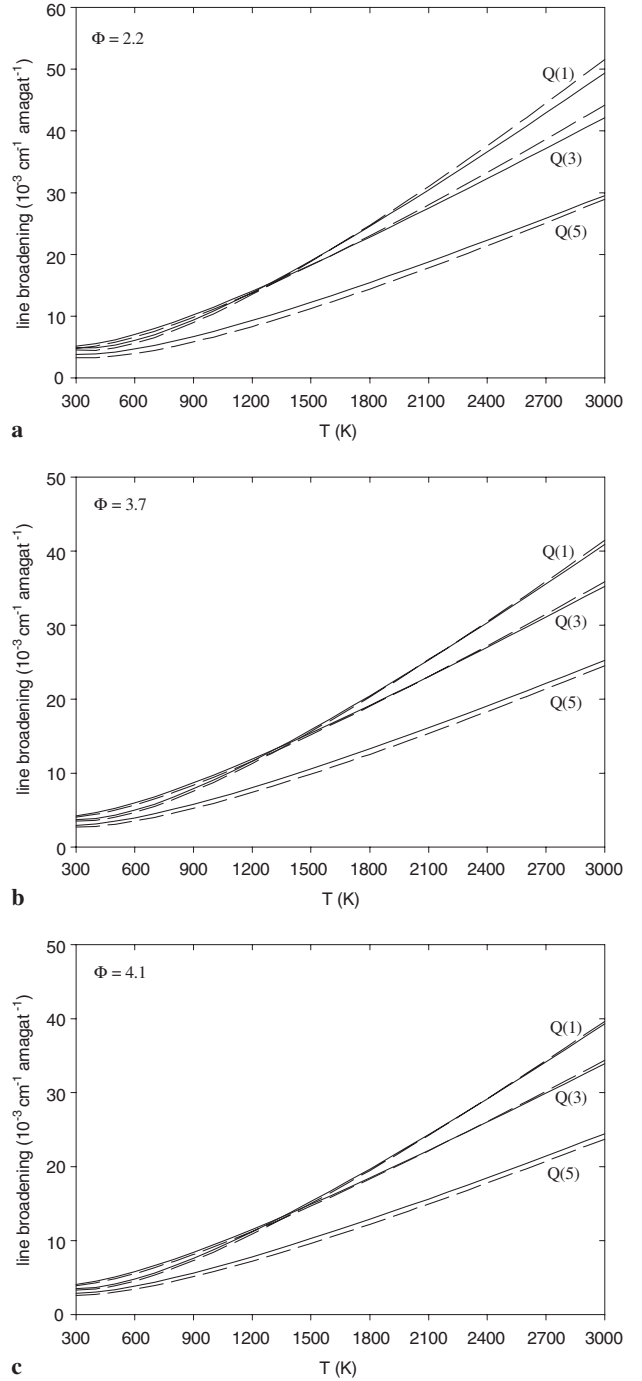 60
Φ = 2.2
50
Q(1)
40
Q(3)
30
Q(5)
20
10
0
line broadening (10⁻³ cm⁻¹ amagat⁻¹)
300 600 900 1200 1500 1800 2100 2400 2700 3000
a
T (K)
50
Φ = 3.7
40
Q(1)
30
Q(3)
20
Q(5)
10
0
line broadening (10⁻³ cm⁻¹ amagat⁻¹)
300 600 900 1200 1500 1800 2100 2400 2700 3000
b
T (K)
50
Φ = 4.1
40
Q(1)
30
Q(3)
20
Q(5)
10
0
line broadening (10⁻³ cm⁻¹ amagat⁻¹)
300 600 900 1200 1500 1800 2100 2400 2700 3000
c
T (K)